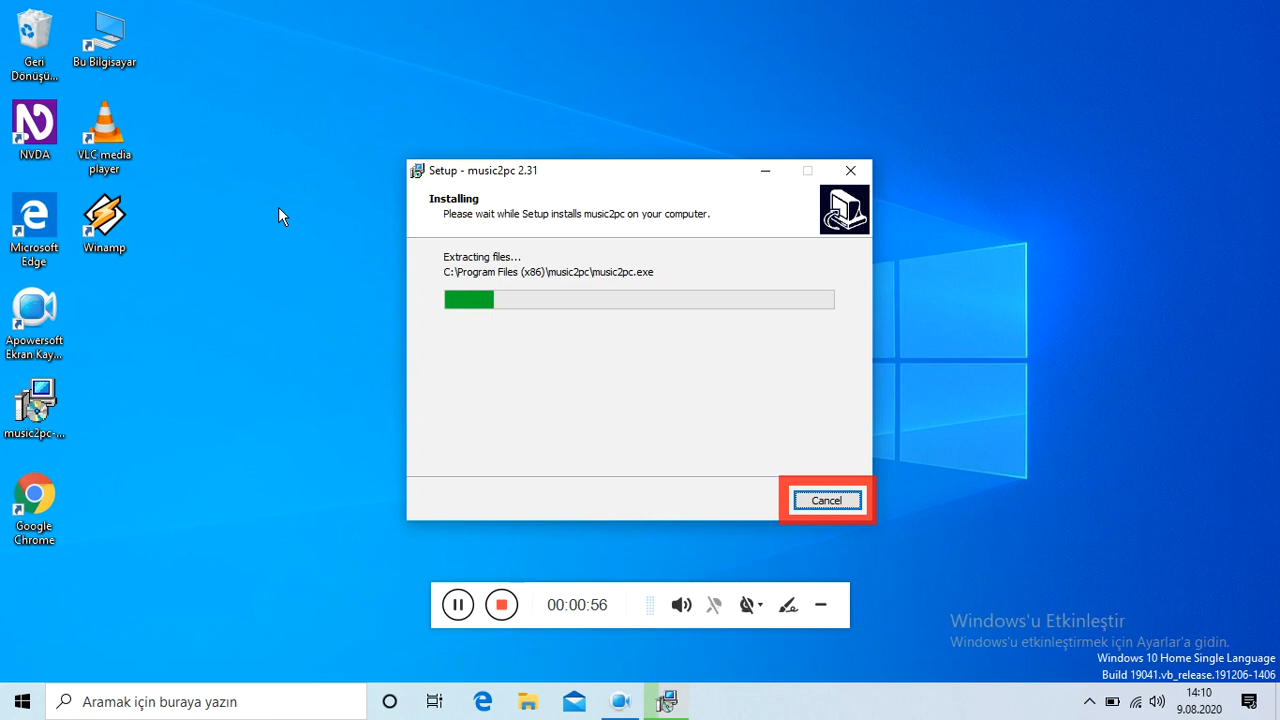 Geri
Dönüşü...
Bu Bilgisayar
NVDA
VLC media
player
Microsoft
Edge
Winamp
Apowersoft
Ekran Kay...
music2pc-...
Google
Chrome
Setup - music2pc 2.31
Installing
Please wait while Setup installs music2pc on your computer.
Extracting files...
C:\Program Files (x86)\music2pc\music2pc.exe
Cancel
00:00:56
Windows'u Etkinleştir
Windows'u etkinleştirmek için Ayarlar'a gidin.
Windows 10 Home Single Language
Build 19041.vb_release.191206-1406
Aramak için buraya yazın
14:10
9.08.2020